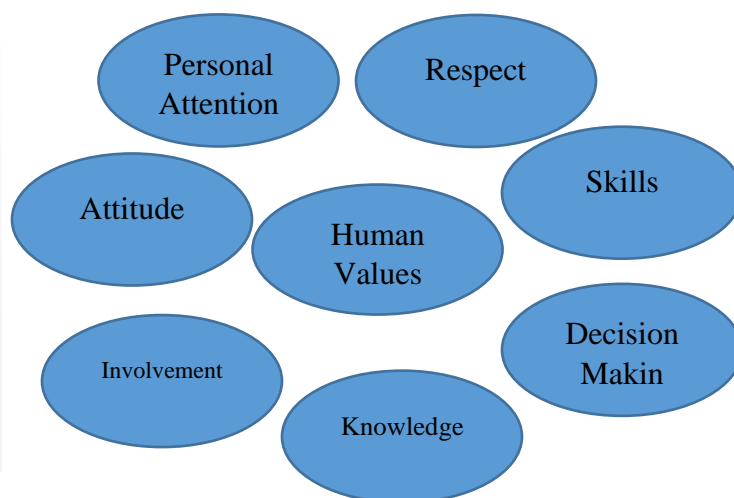 Personal
Attention
Respect
Skills
Attitude
Human
Values
Decision
Makin
Involvement
Knowledge